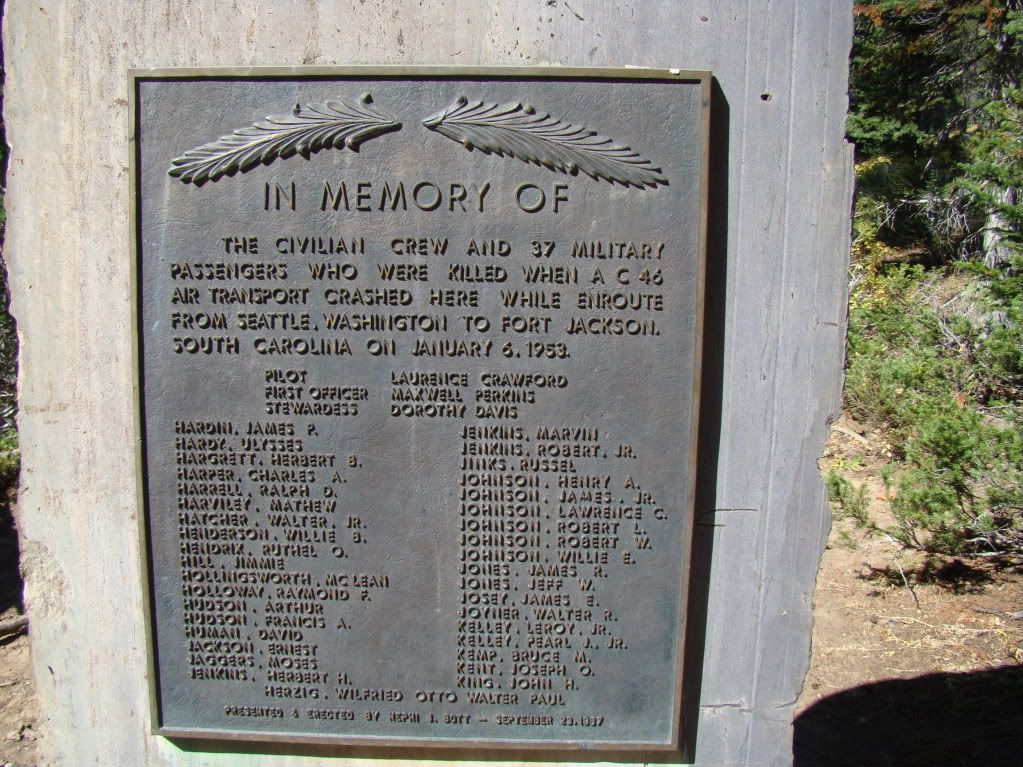 IN MEMORY OF
THE CIVILIAN CREW AND 37 MILITARY
PASSENGERS WHO WERE KILLED WHEN A C 46
AIR TRANSPORT CRASHED HERE WHILE ENROUTE
FROM SEATTLE, WASHINGTON TO FORT JACKSON,
SOUTH CAROLINA ON JANUARY 6, 1953.
PILOT LAURENCE CRAWFORD
FIRST OFFICER MAXWELL PERKINS
STEWARDESS DOROTHY DAVIS
HARDIN, JAMES P.
HARDY, ULYSSES
HARGRETT, HERBERT B.
HARPER, CHARLES A.
HARRELL, RALPH D.
HARVILEY, MATHEW
HATCHER, WALTER, JR.
HENDERSON, WILLIE B.
HENDRIX, RUTHEL O.
HILL, JIMMIE
HOLLINGSWORTH, MC LEAN
HOLLOWAY, RAYMOND F.
HUDSON, ARTHUR
HUDSON, FRANCIS A.
HUMAN, DAVID
JACKSON, ERNEST
JAGGERS, MOSES
JENKINS, HERBERT H.
JENKINS, MARVIN
JENKINS, ROBERT, JR.
JINKS, RUSSEL
JOHNSON, HENRY A.
JOHNSON, JAMES, JR.
JOHNSON, LAWRENCE C.
JOHNSON, ROBERT L.
JOHNSON, ROBERT W.
JOHNSON, WILLIE E.
JONES, JAMES R.
JONES, JEFF W.
JOSEY, JAMES E.
JOYNER, WALTER R.
KELLEY, LEROY, JR.
KELLEY, PEARL J., JR.
KEMP, BRUCE M.
KENT, JOSEPH O.
KING, JOHN H.
HERZIG, WILFRIED OTTO WALTER PAUL
PRESENTED & ERECTED BY NEPHI J. BOTT — SEPTEMBER 23, 1967